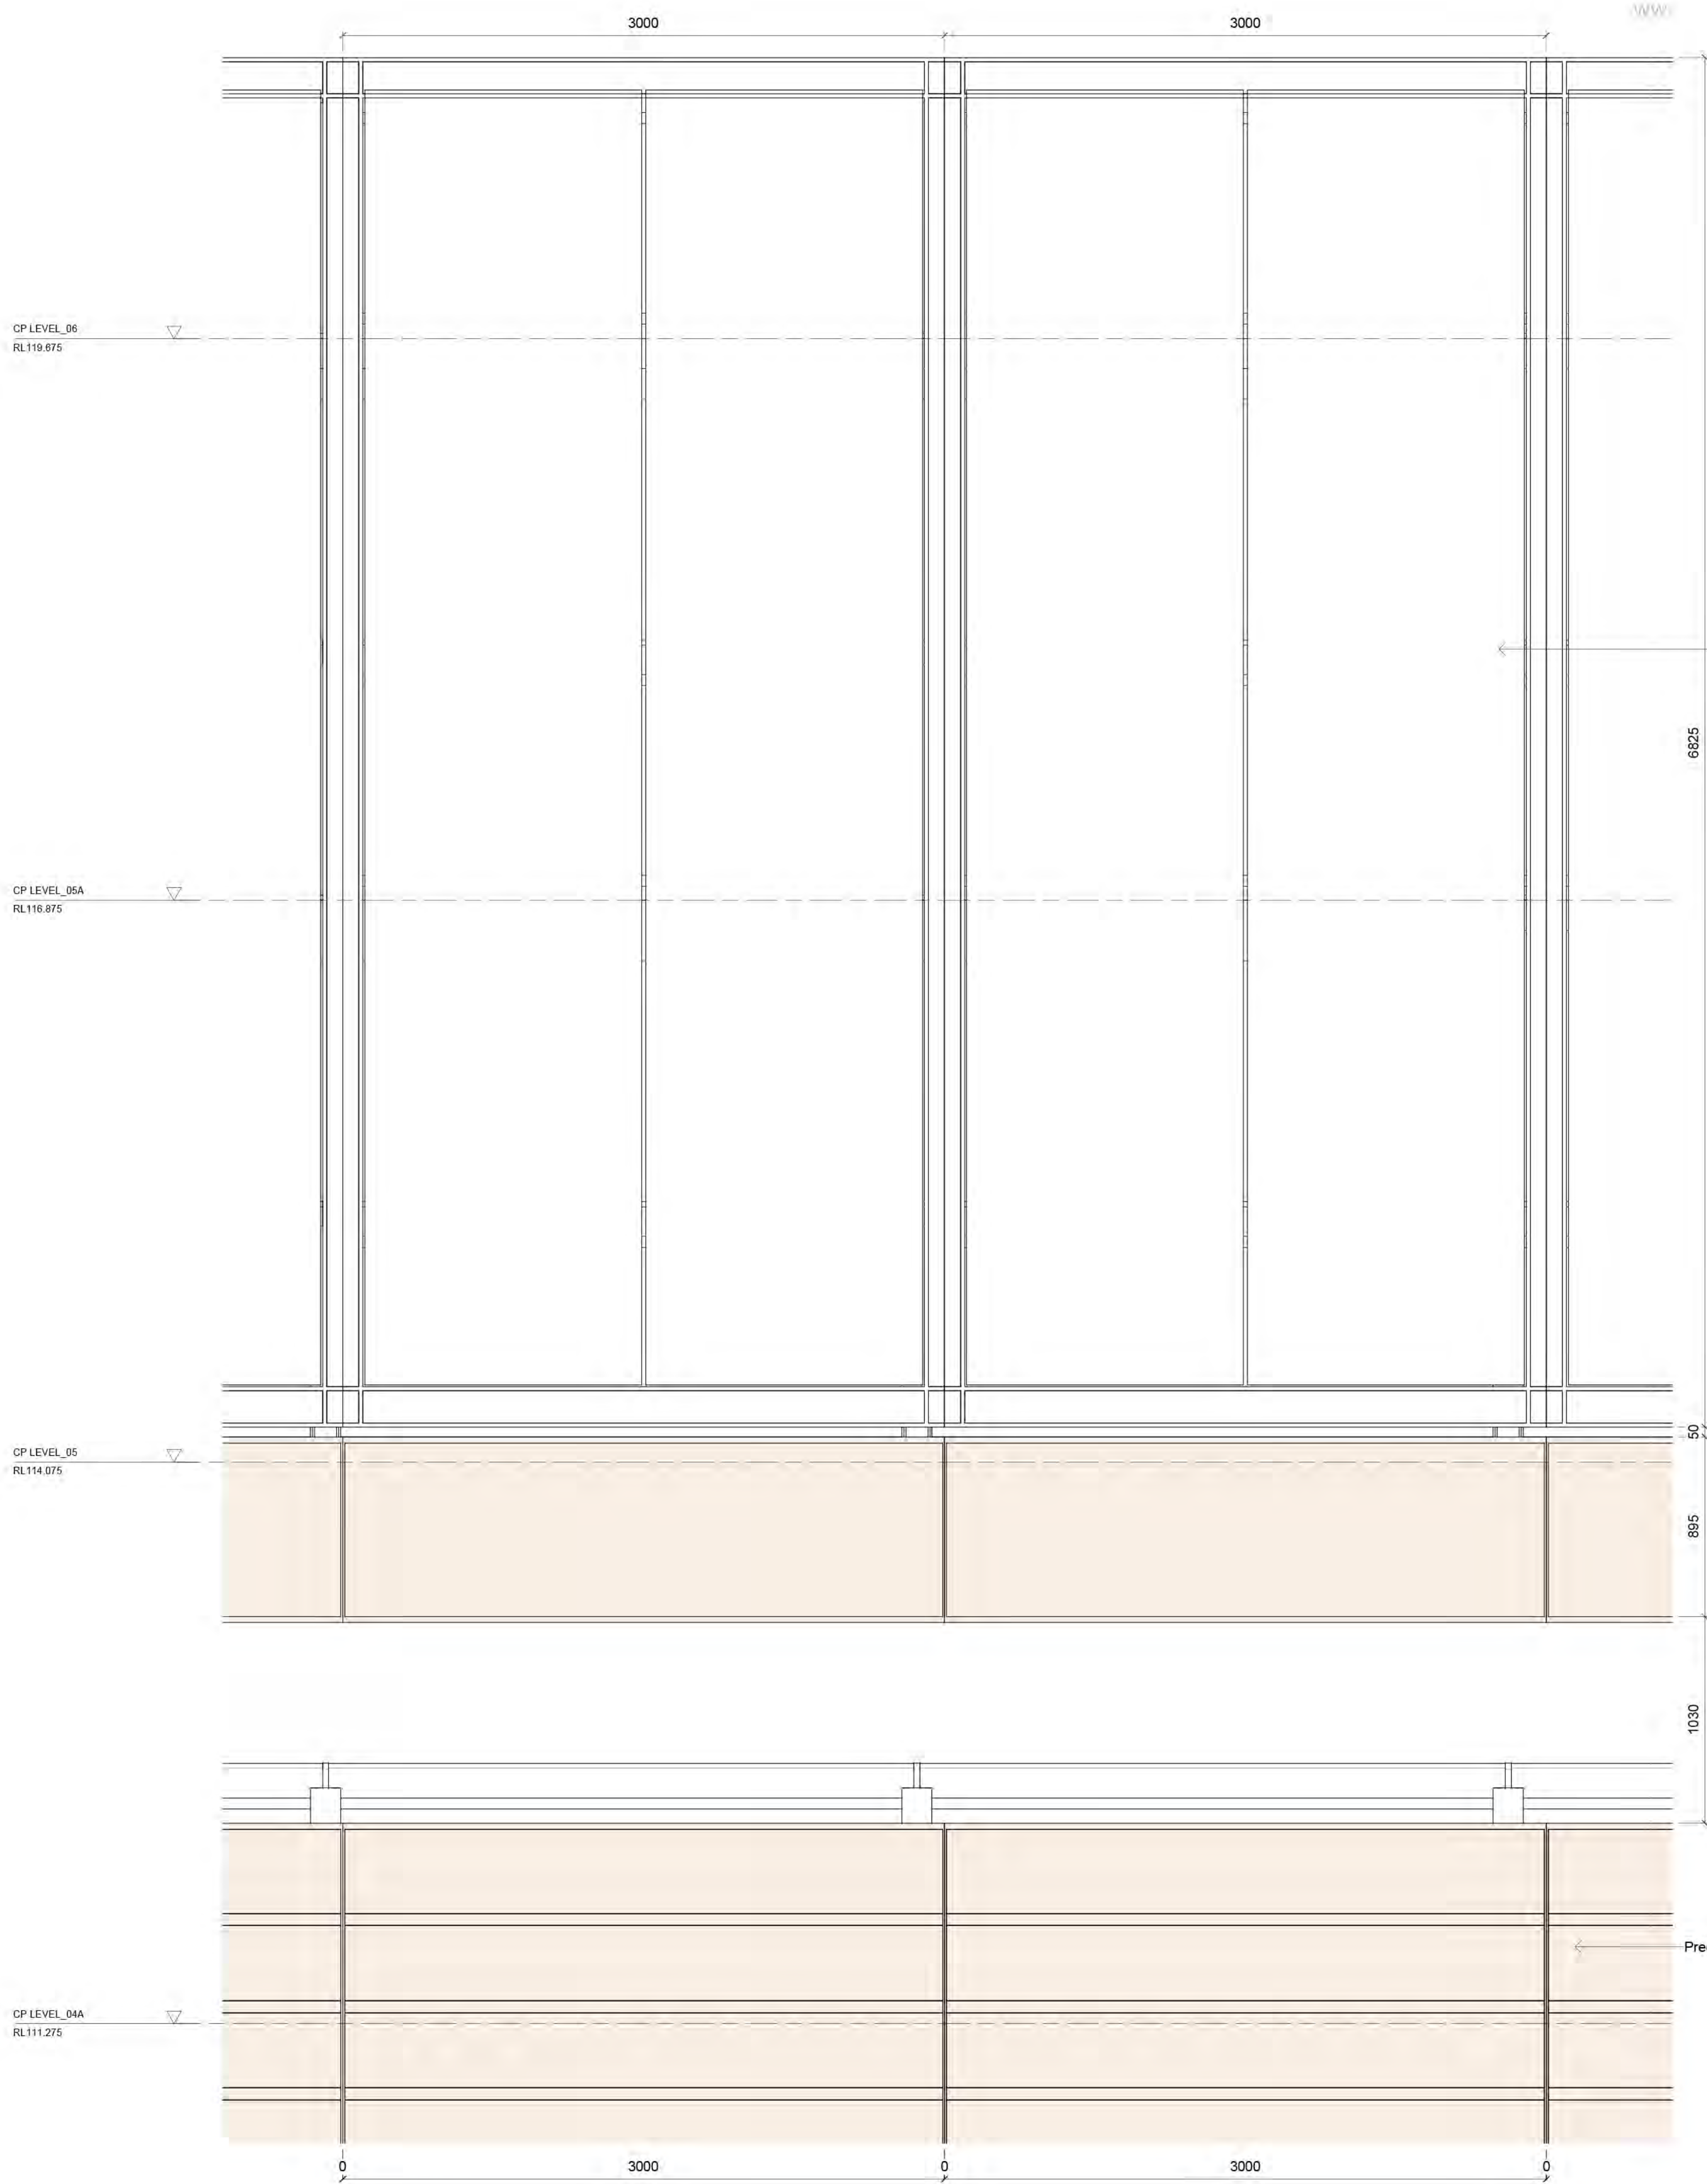 3000
3000
CP LEVEL_06
RL119.675
6825
CP LEVEL_05A
RL116.875
50
CP LEVEL_05
RL114.075
895
1030
Pre
CP LEVEL_04A
RL111.275
0
3000
0
3000
0